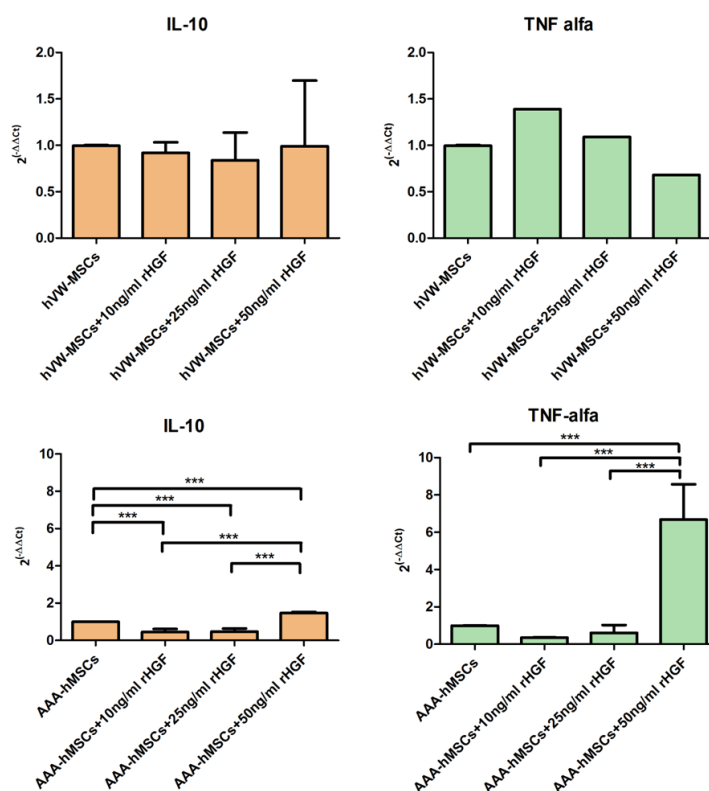 IL-10
2^(-ΔΔCt)
2.0
1.5
1.0
0.5
0.0
hVW-MSCs
hVW-MSCs+10ng/ml rHGF
hVW-MSCs+25ng/ml rHGF
hVW-MSCs+50ng/ml rHGF
TNF alfa
2^(-ΔΔCt)
2.0
1.5
1.0
0.5
0.0
hVW-MSCs
hVW-MSCs+10ng/ml rHGF
hVW-MSCs+25ng/ml rHGF
hVW-MSCs+50ng/ml rHGF
IL-10
2^(-ΔΔCt)
10
8
6
4
2
0
***
***
***
***
***
AAA-hMSCs
AAA-hMSCs+10ng/ml rHGF
AAA-hMSCs+25ng/ml rHGF
AAA-hMSCs+50ng/ml rHGF
TNF-alfa
2^(-ΔΔCt)
10
8
6
4
2
0
***
***
***
AAA-hMSCs
AAA-hMSCs+10ng/ml rHGF
AAA-hMSCs+25ng/ml rHGF
AAA-hMSCs+50ng/ml rHGF